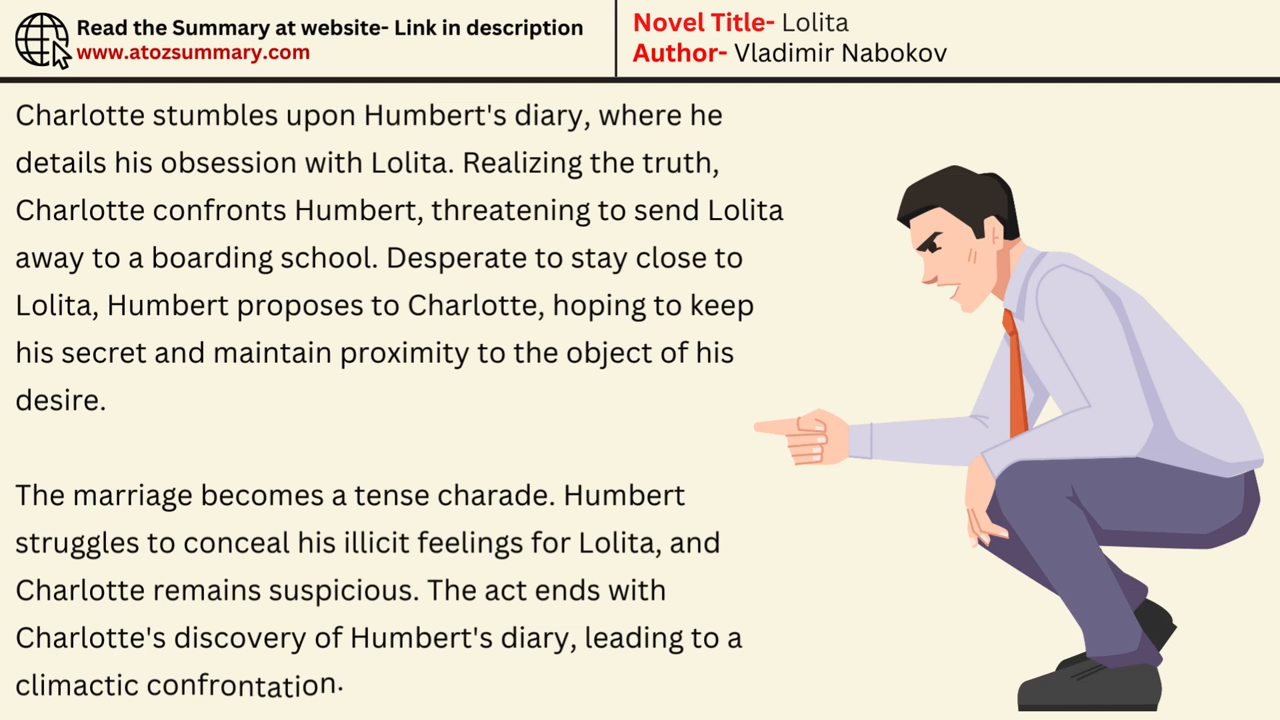 Read the Summary at website- Link in description
www.atozsummary.com
Novel Title- Lolita
Author- Vladimir Nabokov
Charlotte stumbles upon Humbert's diary, where he
details his obsession with Lolita. Realizing the truth,
Charlotte confronts Humbert, threatening to send Lolita
away to a boarding school. Desperate to stay close to
Lolita, Humbert proposes to Charlotte, hoping to keep
his secret and maintain proximity to the object of his
desire.
The marriage becomes a tense charade. Humbert
struggles to conceal his illicit feelings for Lolita, and
Charlotte remains suspicious. The act ends with
Charlotte's discovery of Humbert's diary, leading to a
climactic confrontation.